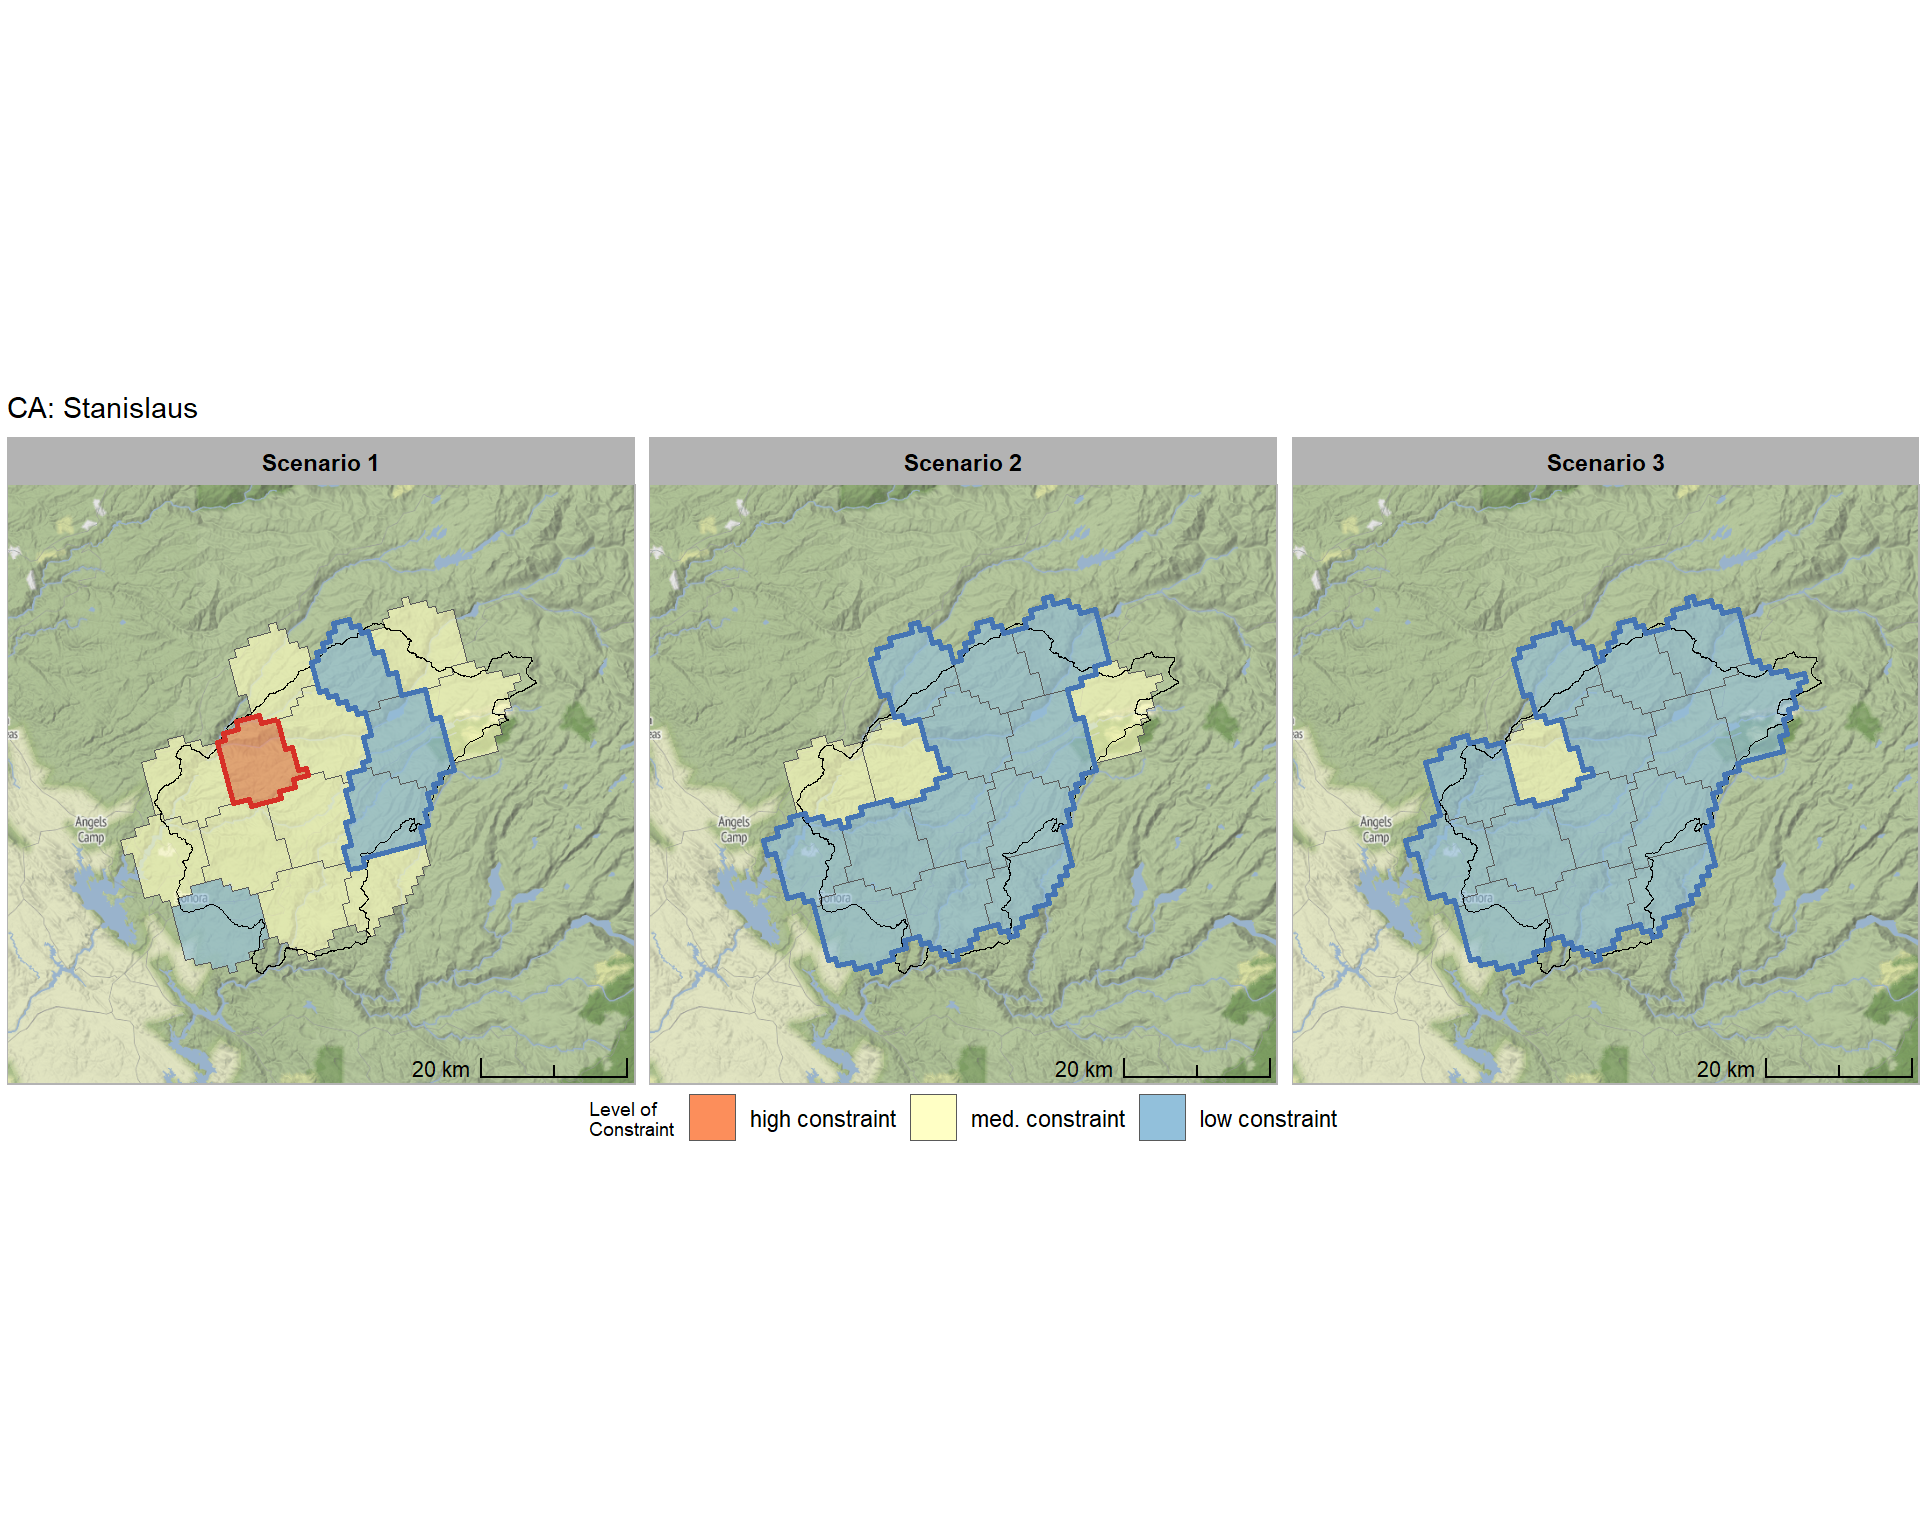 CA: Stanislaus
Scenario 1
Scenario 2
Scenario 3
Angels
Camp
20 km
Angels
Camp
20 km
Angels
Camp
20 km
Level of
Constraint
high constraint
med. constraint
low constraint